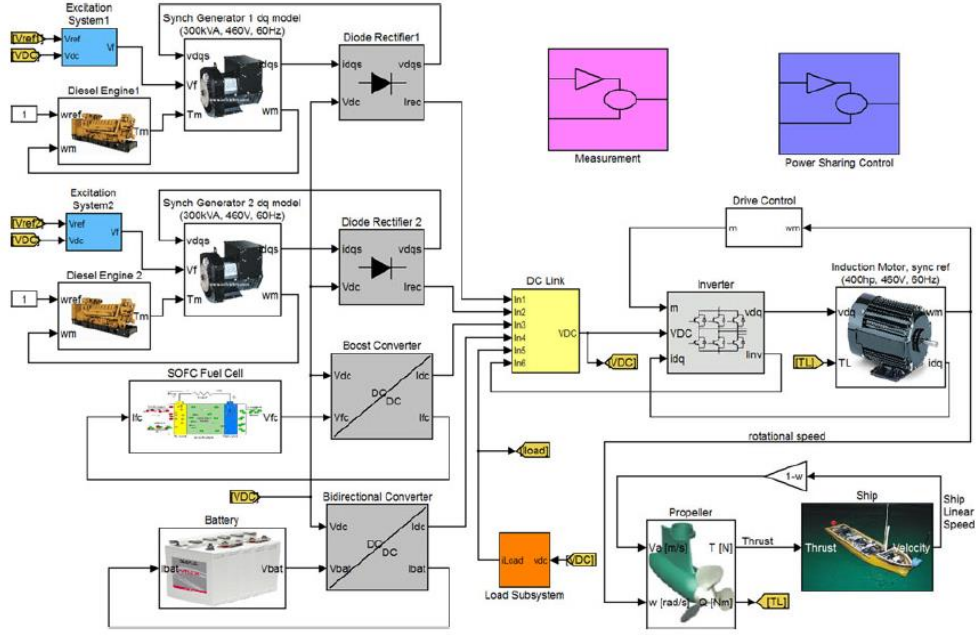 Excitation
System1
[Vref]
[VDC]
Vref
Vdc
Vf
Synch Generator 1 dq model
(300kVA, 460V, 60Hz)
vdqs
idqs
Vf
Tm
wm
Diesel Engine1
1
wref
wm
Tm
Diode Rectifier1
idqs
vdqs
Vdc
Irec
Measurement
Power Sharing Control
Excitation
System2
[Vref2]
[VDC]
Vref
Vdc
Vf
Synch Generator 2 dq model
(300kVA, 460V, 60Hz)
vdqs
idqs
Vf
Tm
wm
Diesel Engine 2
1
wref
wm
Tm
Diode Rectifier 2
idqs
vdqs
Vdc
Irec
Drive Control
m
wm
DC Link
In1
In2
In3
In4
In5
In6
VDC
[VDC]
Inverter
m
VDC
idq
vdq
Iinv
Induction Motor, sync ref
(400hp, 460V, 60Hz)
[TL]
vdq
TL
wm
idq
SOFC Fuel Cell
Ifc
Vfc
Boost Converter
Vdc
Vfc
Idc
Ifc
DC
DC
[load]
rotational speed
1-w
Ship
Linear
Speed
[VDC]
Battery
Ibat
Vbat
Bidirectional Converter
Vdc
Vbat
Idc
Ibat
DC
DC
iLoad
vdc
[VDC]
Load Subsystem
Propeller
Va [m/s]
T [N]
w [rad/s]
Q [Nm]
Thrust
[TL]
Ship
Thrust
Velocity